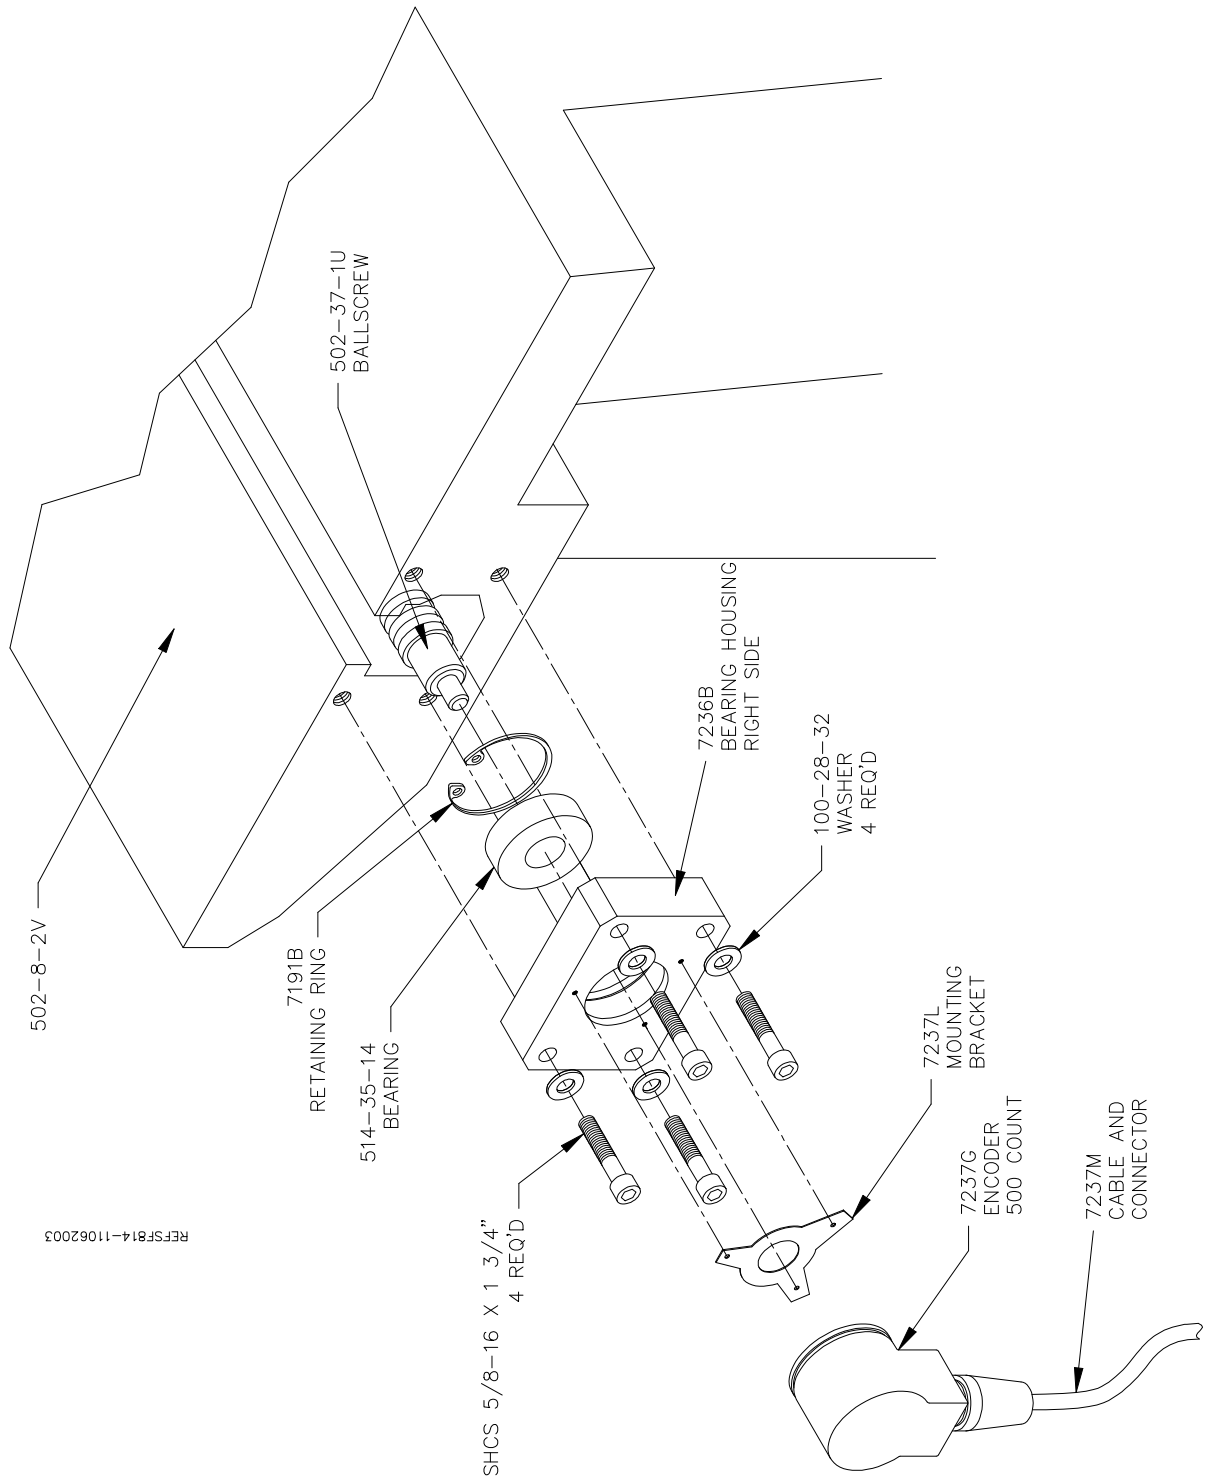 502-8-2V
502-37-1U
BALLSCREW
7191B
RETAINING RING
514-35-14
BEARING
7236B
BEARING HOUSING
RIGHT SIDE
100-28-32
WASHER
4 REQ'D
SHCS 5/8-16 X 1 3/4"
4 REQ'D
7237L
MOUNTING
BRACKET
7237G
ENCODER
500 COUNT
7237M
CABLE AND
CONNECTOR
REFSF814-11062003